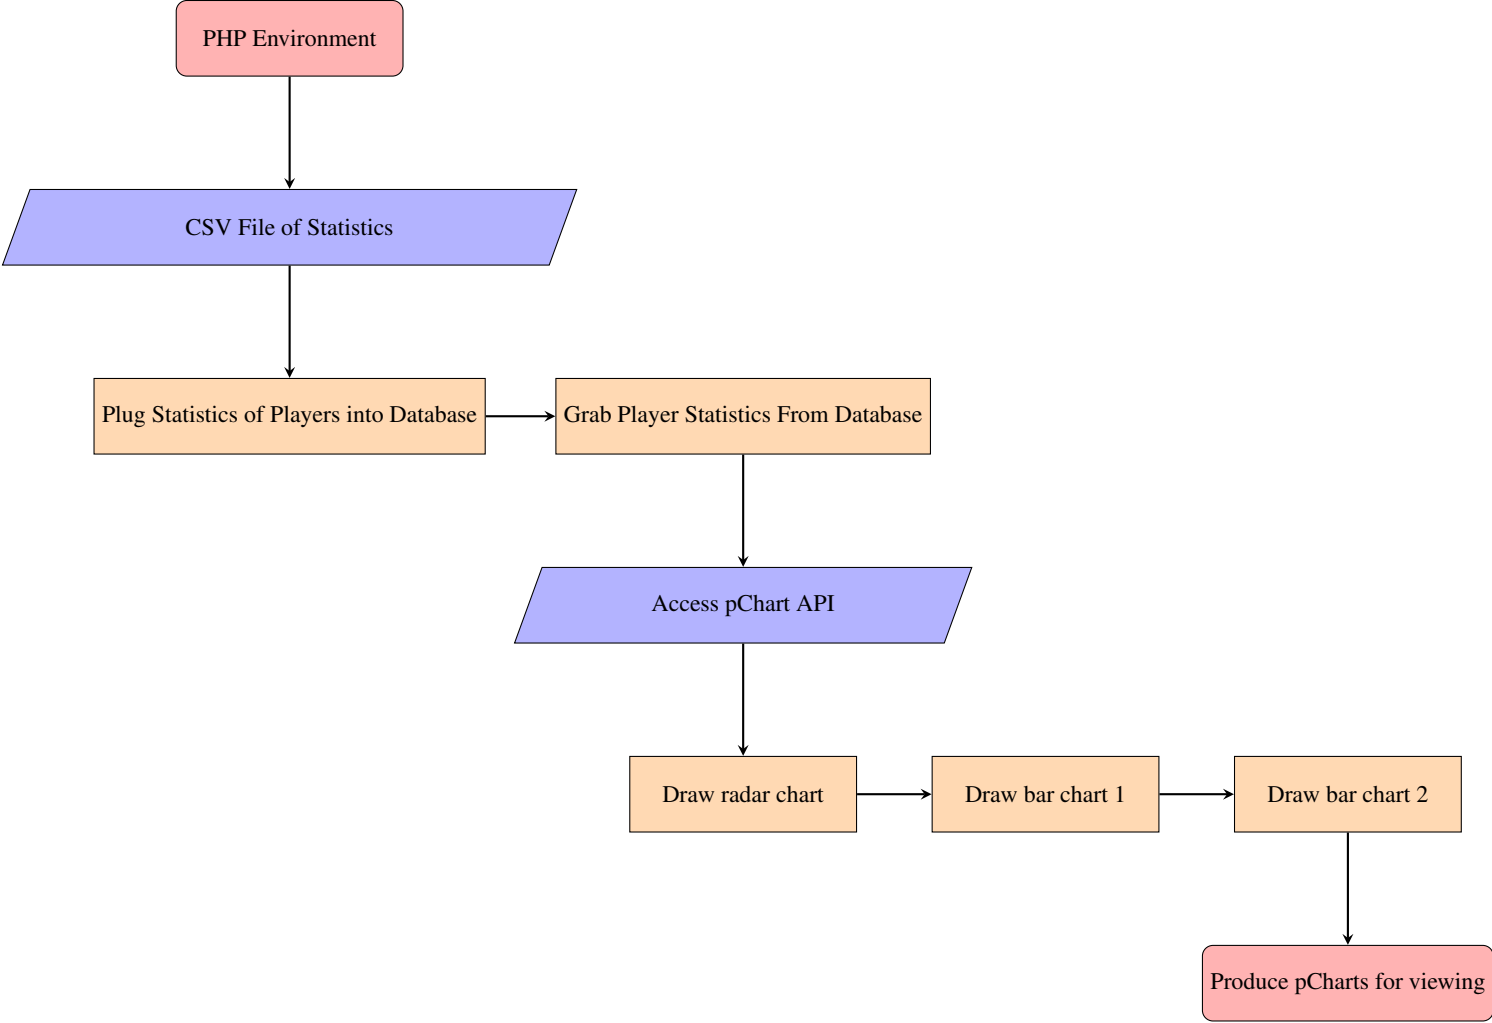 PHP Environment
CSV File of Statistics
Plug Statistics of Players into Database
Grab Player Statistics From Database
Access pChart API
Draw radar chart
Draw bar chart 1
Draw bar chart 2
Produce pCharts for viewing